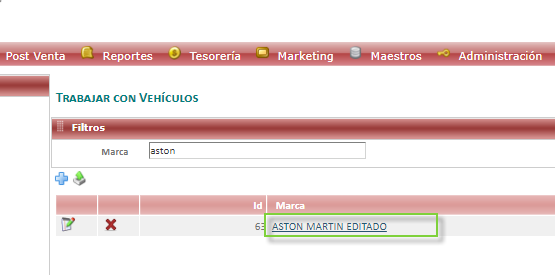 Post Venta Reportes Tesorería Marketing Maestros Administración
TRABAJAR CON VEHÍCULOS
Filtros
Marca aston
Id Marca
63 ASTON MARTIN EDITADO